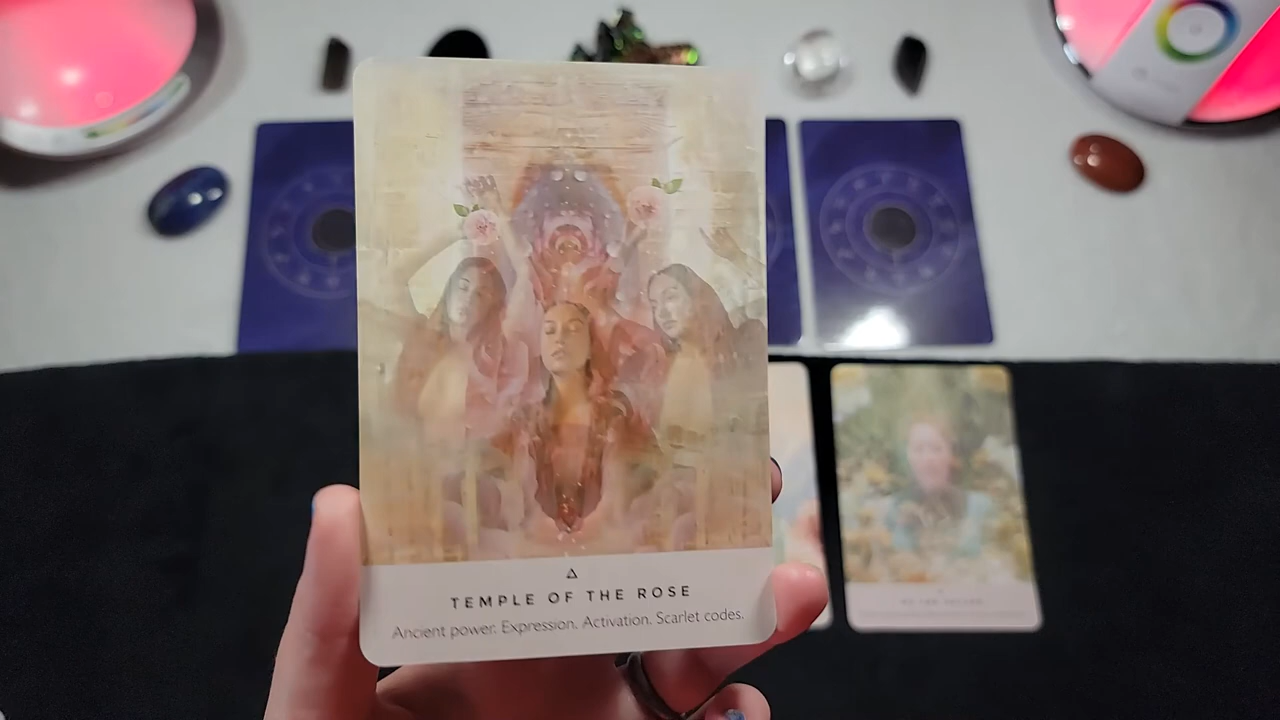 TEMPLE OF THE ROSE
Ancient power. Expression. Activation. Scarlet codes.